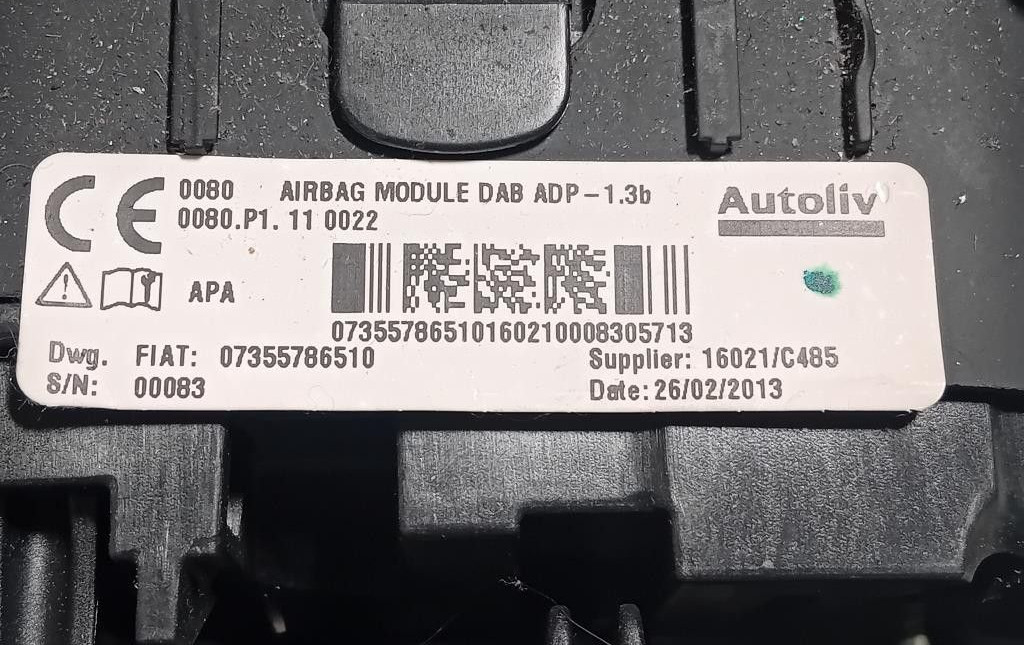 CE 0080 AIRBAG MODULE DAB ADP-1.3b Autoliv
0080.P1. 11 0022
APA
07355786510160210008305713
Dwg. FIAT: 07355786510 Supplier: 16021/C485
S/N: 00083 Date: 26/02/2013